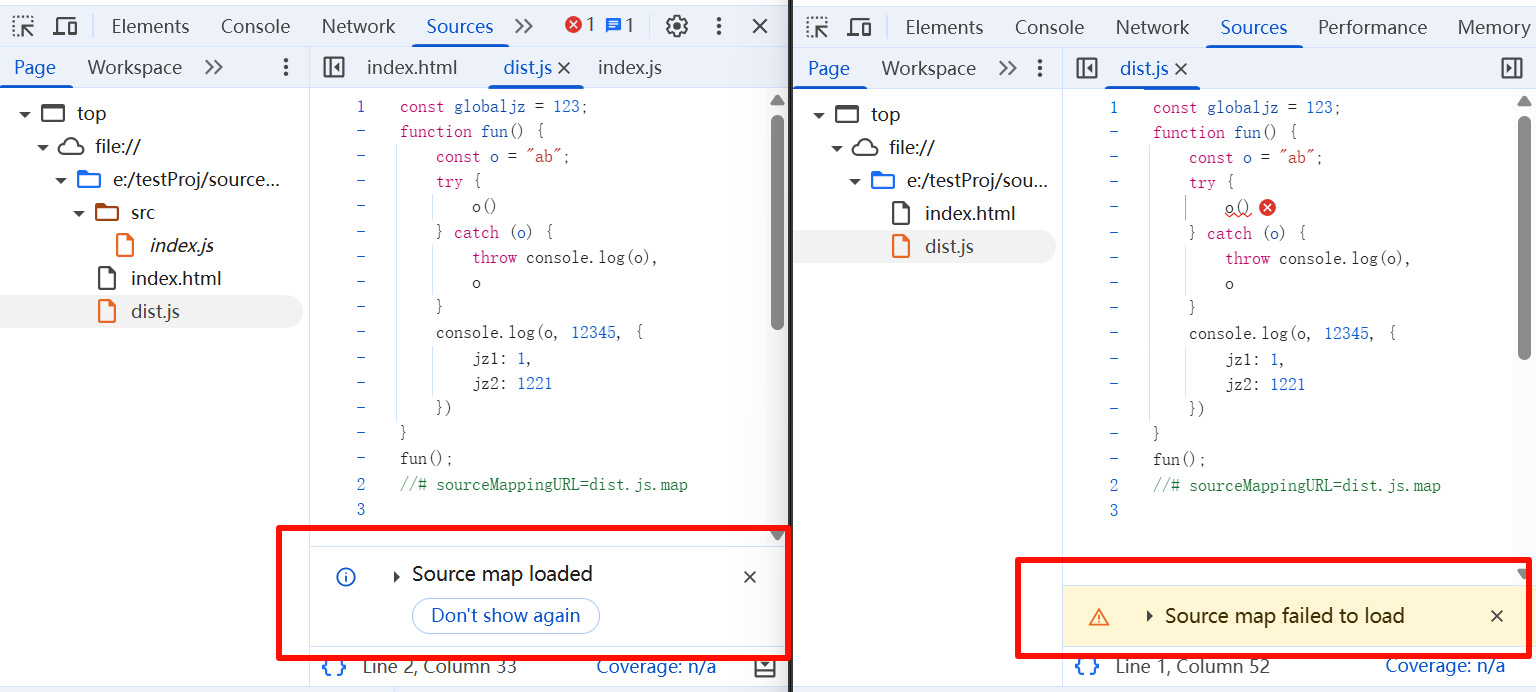 Elements Console Network Sources 1 1
Page Workspace index.html dist.js index.js
top
file://
e:/testProj/source...
src
index.js
index.html
dist.js
1 const globaljz = 123;
- function fun() {
- const o = "ab";
- try {
- o()
- } catch (o) {
- throw console.log(o),
- o
- }
- console.log(o, 12345, {
- jz1: 1,
- jz2: 1221
- })
- }
- fun();
2 //# sourceMappingURL=dist.js.map
3
Source map loaded
Don't show again
{ } Line 2, Column 33 Coverage: n/a
Elements Console Network Sources Performance Memory
Page Workspace dist.js
top
file://
e:/testProj/sou...
index.html
dist.js
1 const globaljz = 123;
- function fun() {
- const o = "ab";
- try {
- o()
- } catch (o) {
- throw console.log(o),
- o
- }
- console.log(o, 12345, {
- jz1: 1,
- jz2: 1221
- })
- }
- fun();
2 //# sourceMappingURL=dist.js.map
3
Source map failed to load
{ } Line 1, Column 52 Coverage: n/a